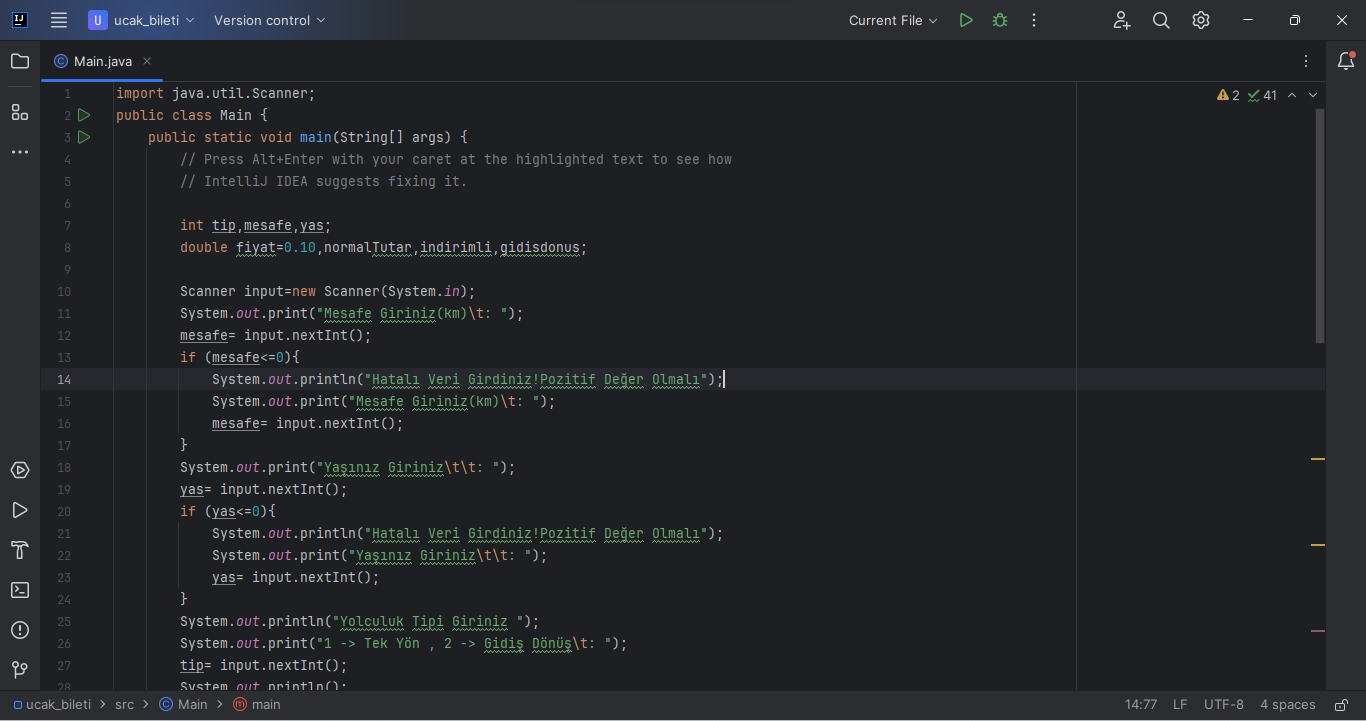 U ucak_bileti Version control Current File
Main.java
2 41
1 import java.util.Scanner;
2 public class Main {
3 public static void main(String[] args) {
4 // Press Alt+Enter with your caret at the highlighted text to see how
5 // IntelliJ IDEA suggests fixing it.
6
7 int tip,mesafe,yas;
8 double fiyat=0.10,normalTutar,indirimli,gidisdonus;
9
10 Scanner input=new Scanner(System.in);
11 System.out.print("Mesafe Giriniz(km)\t: ");
12 mesafe= input.nextInt();
13 if (mesafe<=0){
14 System.out.println("Hatalı Veri Girdiniz!Pozitif Değer Olmalı");
15 System.out.print("Mesafe Giriniz(km)\t: ");
16 mesafe= input.nextInt();
17 }
18 System.out.print("Yaşınız Giriniz\t\t: ");
19 yas= input.nextInt();
20 if (yas<=0){
21 System.out.println("Hatalı Veri Girdiniz!Pozitif Değer Olmalı");
22 System.out.print("Yaşınız Giriniz\t\t: ");
23 yas= input.nextInt();
24 }
25 System.out.println("Yolculuk Tipi Giriniz ");
26 System.out.print("1 -> Tek Yön , 2 -> Gidiş Dönüş\t: ");
27 tip= input.nextInt();
28 System.out.println();
ucak_bileti > src > Main > main 14:77 LF UTF-8 4 spaces